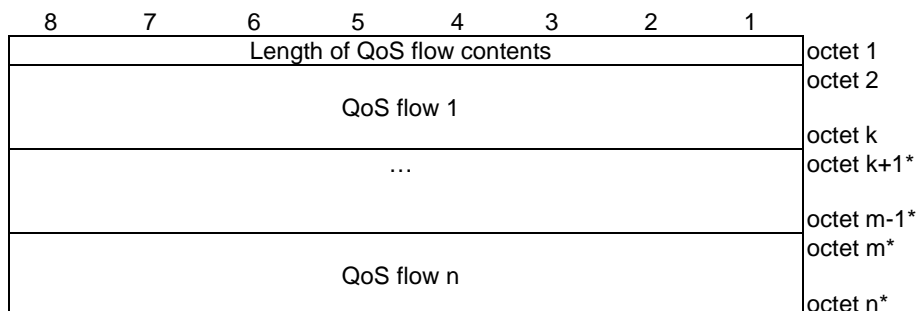 8 7 6 5 4 3 2 1
Length of QoS flow contents octet 1
octet 2
QoS flow 1
octet k
… octet k+1*
octet m-1*
octet m*
QoS flow n
octet n*